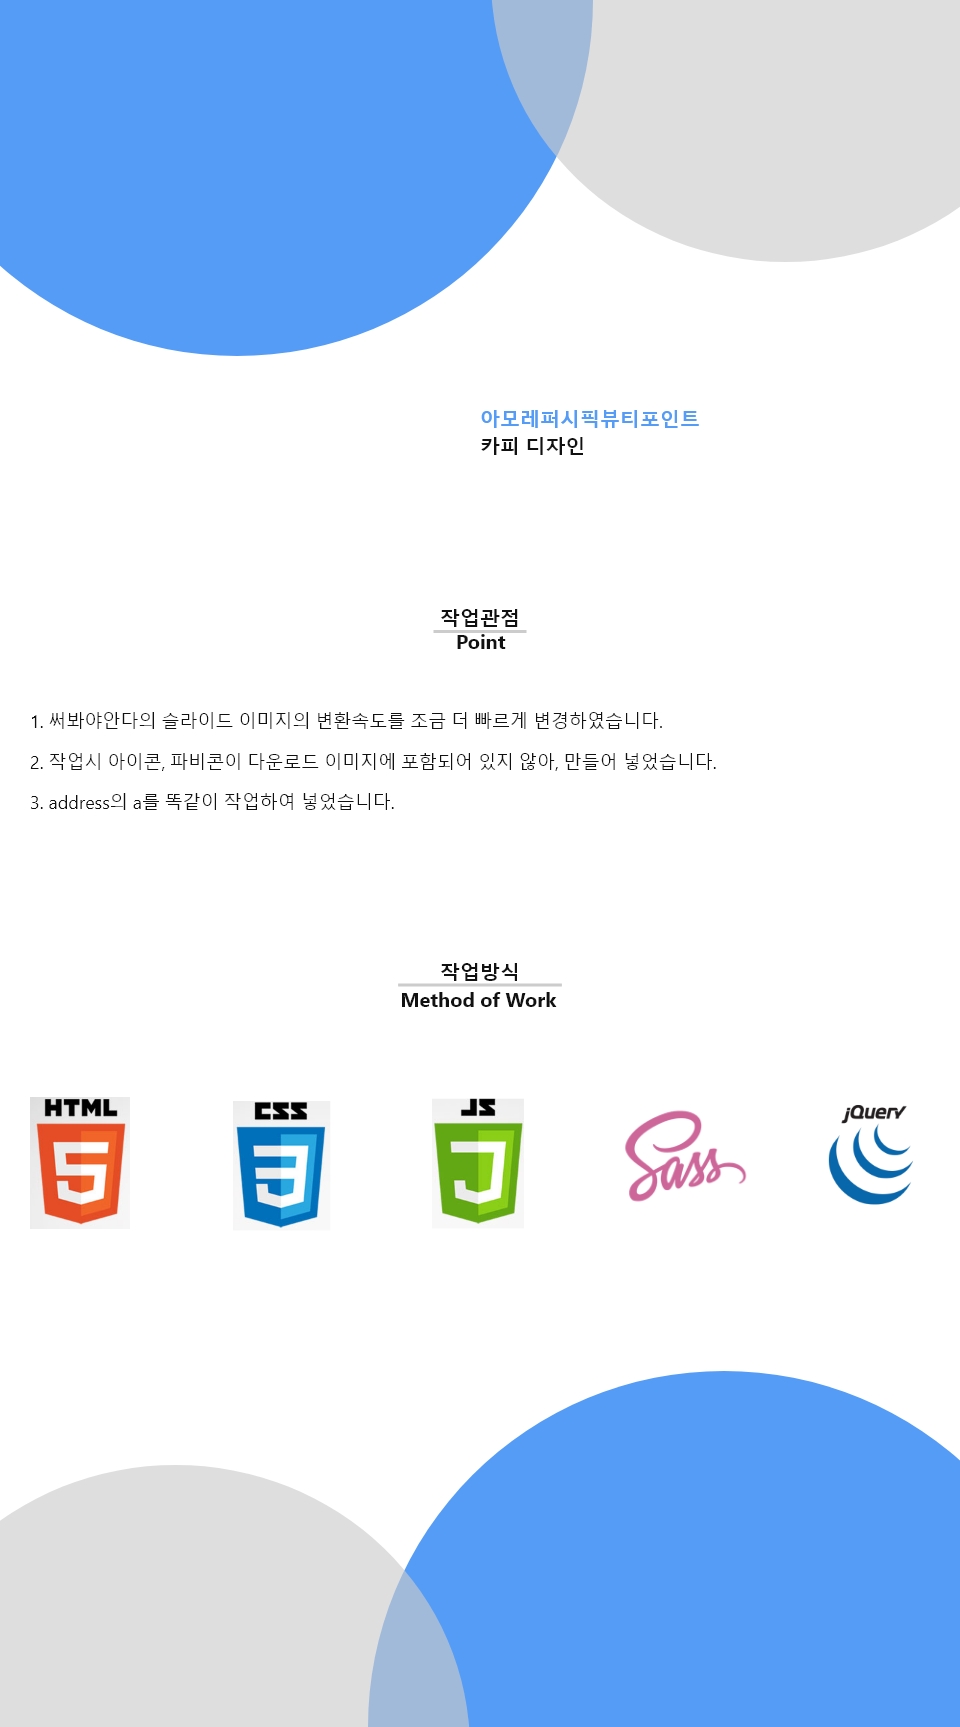 아모레퍼시픽뷰티포인트
카피 디자인
작업관점
Point
1. 써봐야안다의 슬라이드 이미지의 변환속도를 조금 더 빠르게 변경하였습니다.
2. 작업시 아이콘, 파비콘이 다운로드 이미지에 포함되어 있지 않아, 만들어 넣었습니다.
3. address의 a를 똑같이 작업하여 넣었습니다.
작업방식
Method of Work
HTML
5
CSS
3
JS
J
Sass
jQuery